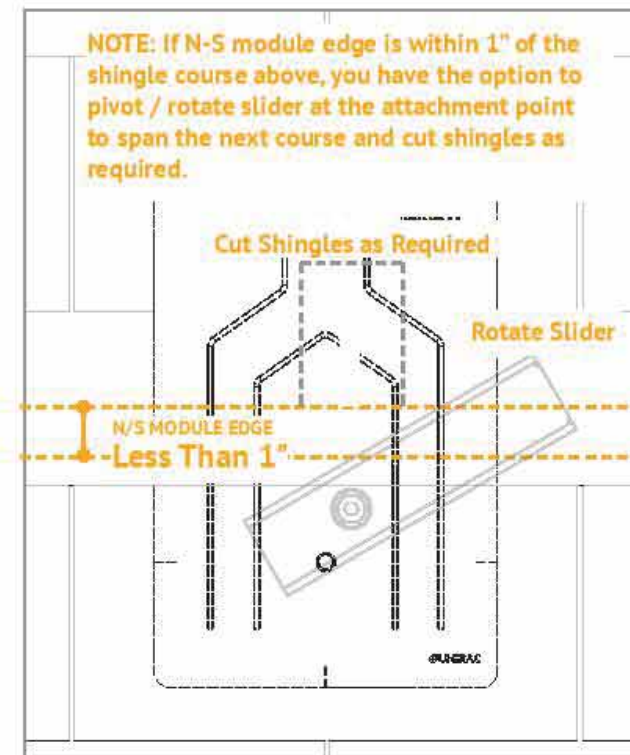 NOTE: If N-S module edge is within 1" of the
shingle course above, you have the option to
pivot / rotate slider at the attachment point
to span the next course and cut shingles as
required.
Cut Shingles as Required
Rotate Slider
N/S MODULE EDGE
Less Than 1"
UNIRAC